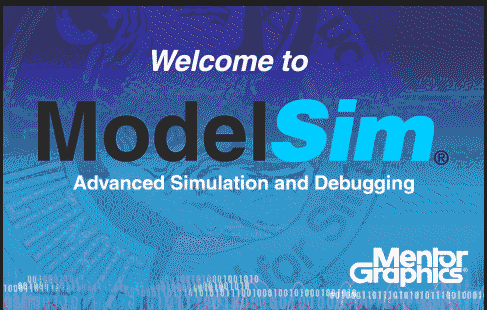 Welcome to
ModelSim®
Advanced Simulation and Debugging
Mentor
Graphics®